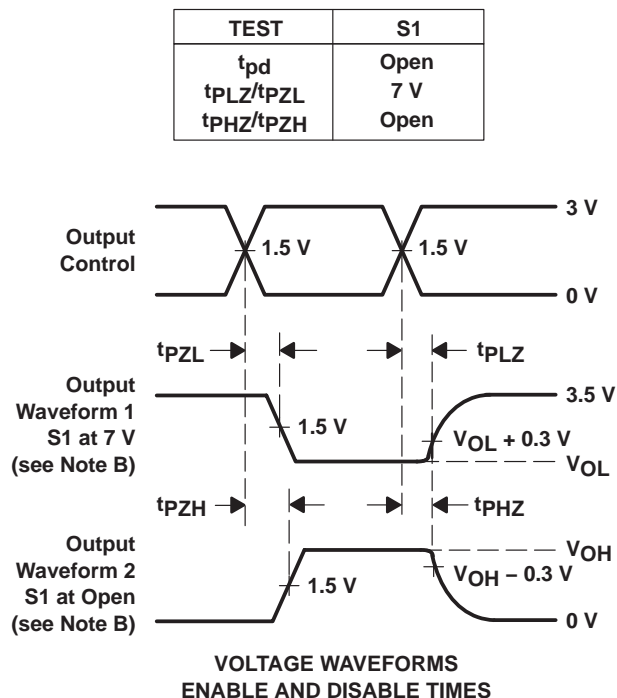 TEST S1
tpd Open
tPLZ/tPZL 7 V
tPHZ/tPZH Open
3 V
Output
Control
1.5 V 1.5 V
0 V
tPZL tPLZ
Output
Waveform 1
S1 at 7 V
(see Note B)
3.5 V
1.5 V
VOL + 0.3 V
VOL
tPZH tPHZ
Output
Waveform 2
S1 at Open
(see Note B)
VOH
VOH – 0.3 V
1.5 V
0 V
VOLTAGE WAVEFORMS
ENABLE AND DISABLE TIMES